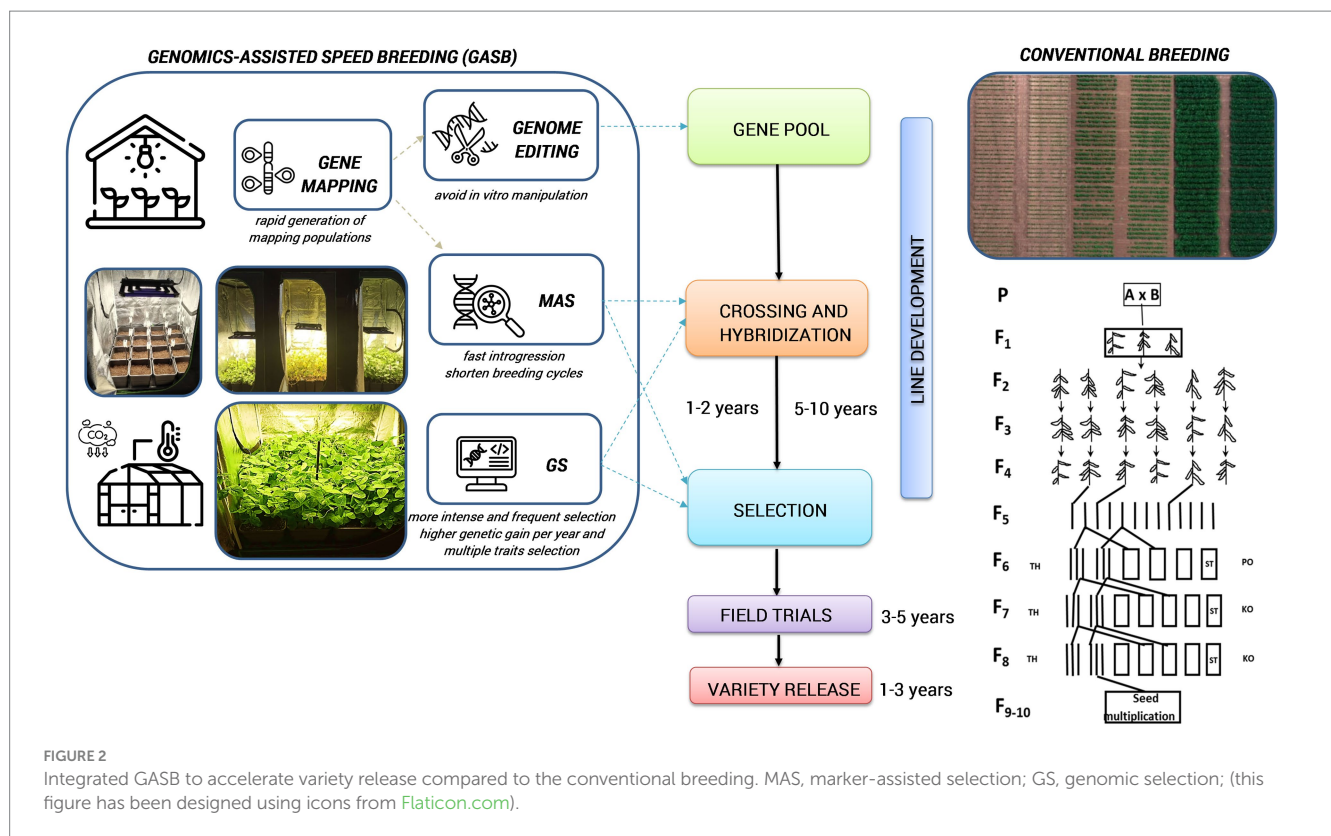 GENOMICS-ASSISTED SPEED BREEDING (GASB)
GENE
MAPPING
rapid generation of
mapping populations
GENOME
EDITING
avoid in vitro manipulation
MAS
fast introgression
shorten breeding cycles
CO2
</>
GS
more intense and frequent selection
higher genetic gain per year and
multiple traits selection
GENE POOL
CROSSING AND
HYBRIDIZATION
1-2 years
5-10 years
SELECTION
FIELD TRIALS
3-5 years
VARIETY RELEASE
1-3 years
LINE DEVELOPMENT
CONVENTIONAL BREEDING
P
A x B
F1
F2
F3
F4
F5
F6 TH ST PO
F7 TH ST KO
F8 TH ST KO
F9-10
Seed
multiplication
FIGURE 2
Integrated GASB to accelerate variety release compared to the conventional breeding. MAS, marker-assisted selection; GS, genomic selection; (this
figure has been designed using icons from Flaticon.com).